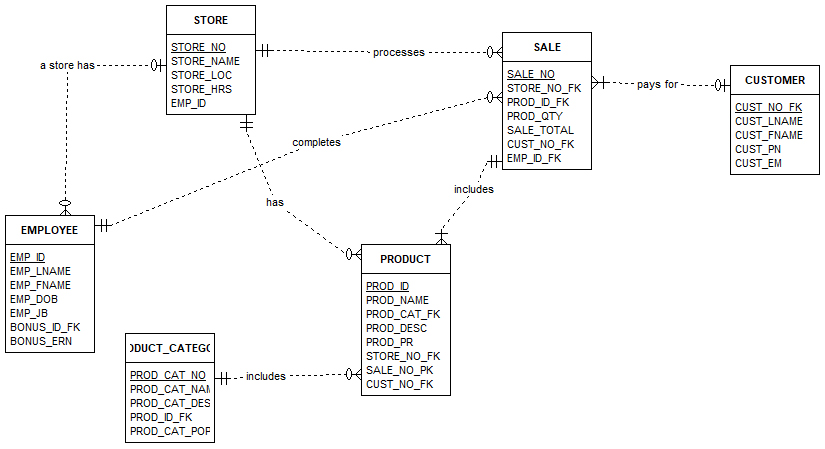 STORE
STORE_NO
STORE_NAME
STORE_LOC
STORE_HRS
EMP_ID
a store has
processes
SALE
SALE_NO
STORE_NO_FK
PROD_ID_FK
PROD_QTY
SALE_TOTAL
CUST_NO_FK
EMP_ID_FK
pays for
CUSTOMER
CUST_NO_FK
CUST_LNAME
CUST_FNAME
CUST_PN
CUST_EM
completes
includes
has
EMPLOYEE
EMP_ID
EMP_LNAME
EMP_FNAME
EMP_DOB
EMP_JB
BONUS_ID_FK
BONUS_ERN
PRODUCT
PROD_ID
PROD_NAME
PROD_CAT_FK
PROD_DESC
PROD_PR
STORE_NO_FK
SALE_NO_PK
CUST_NO_FK
DUCT_CATEG
PROD_CAT_NO
PROD_CAT_NAM
PROD_CAT_DES
PROD_ID_FK
PROD_CAT_POP
includes